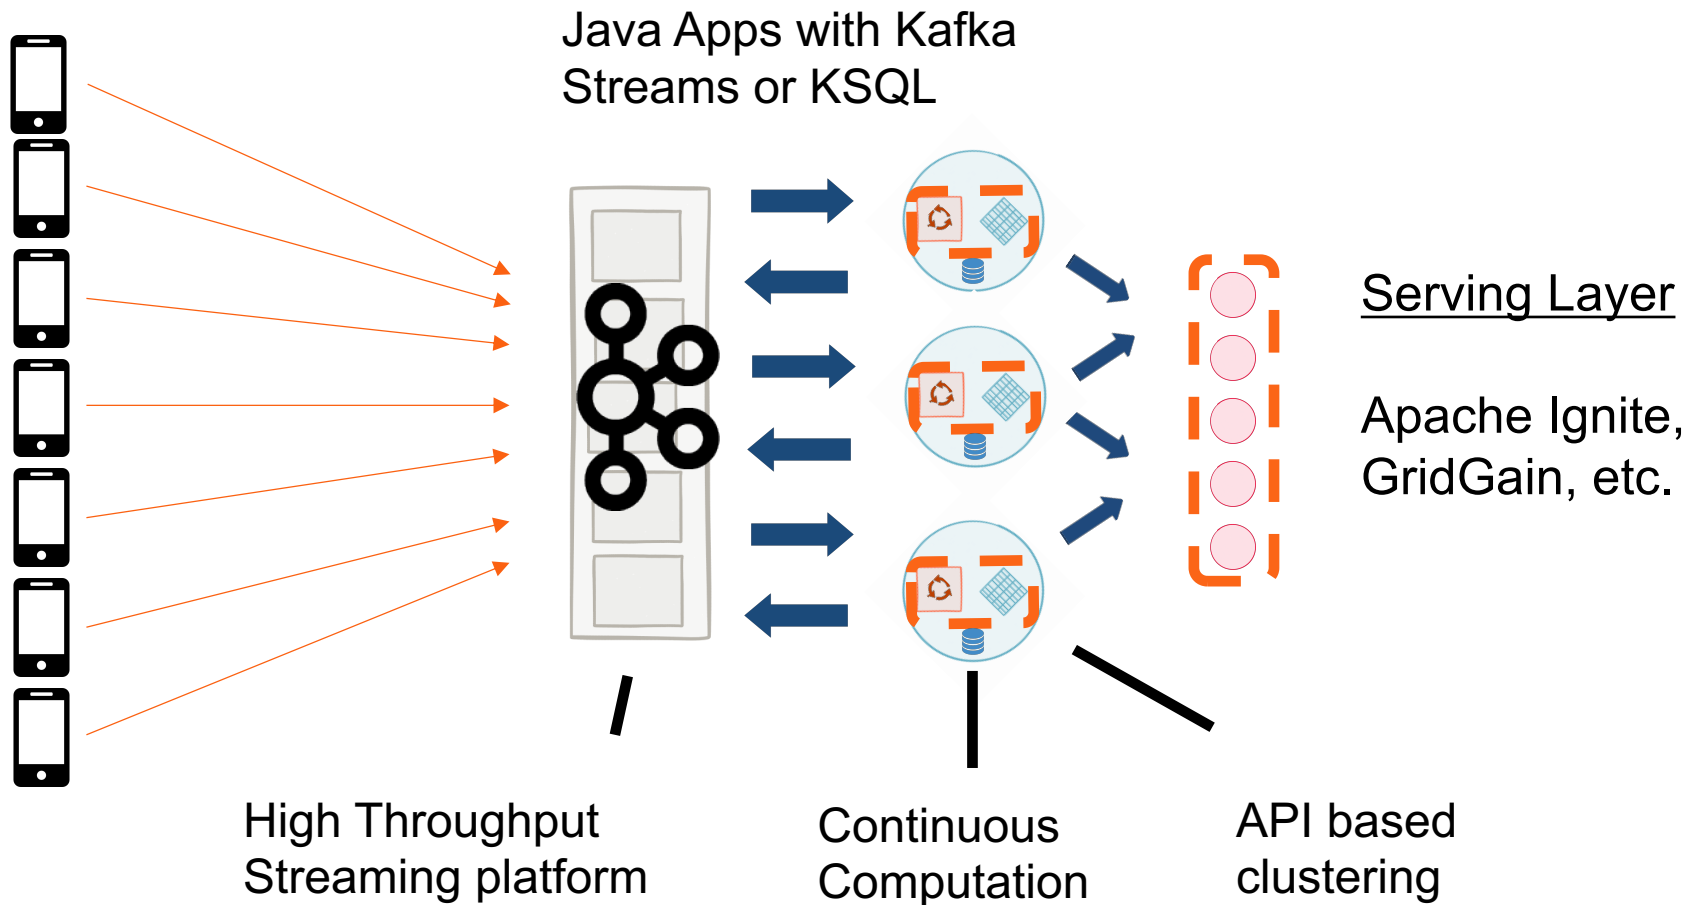 Java Apps with Kafka
Streams or KSQL
Serving Layer
Apache Ignite,
GridGain, etc.
High Throughput
Streaming platform
Continuous
Computation
API based
clustering